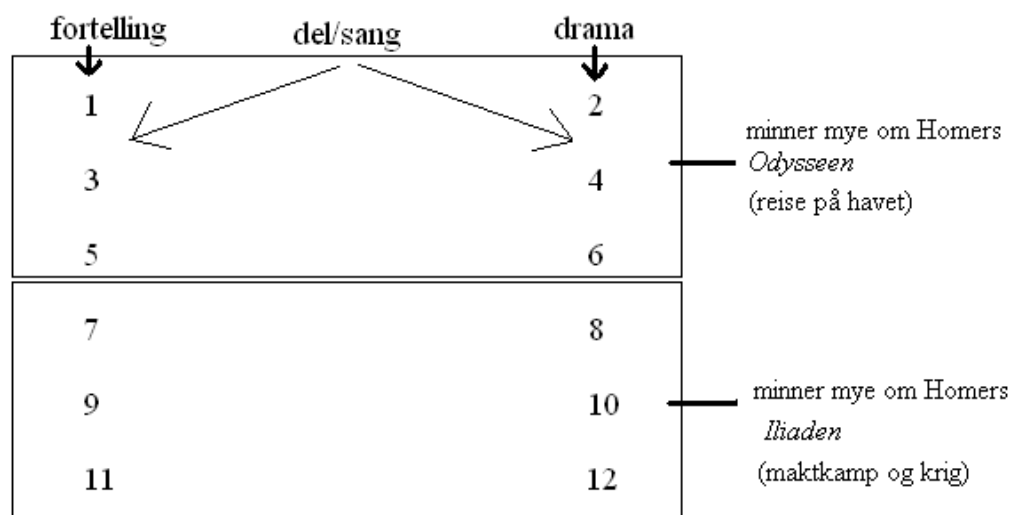 fortelling del/sang drama
1 2
minner mye om Homers
Odysseen
3 4
(reise på havet)
5 6
7 8
minner mye om Homers
9 10
Iliaden
11 12
(maktkamp og krig)